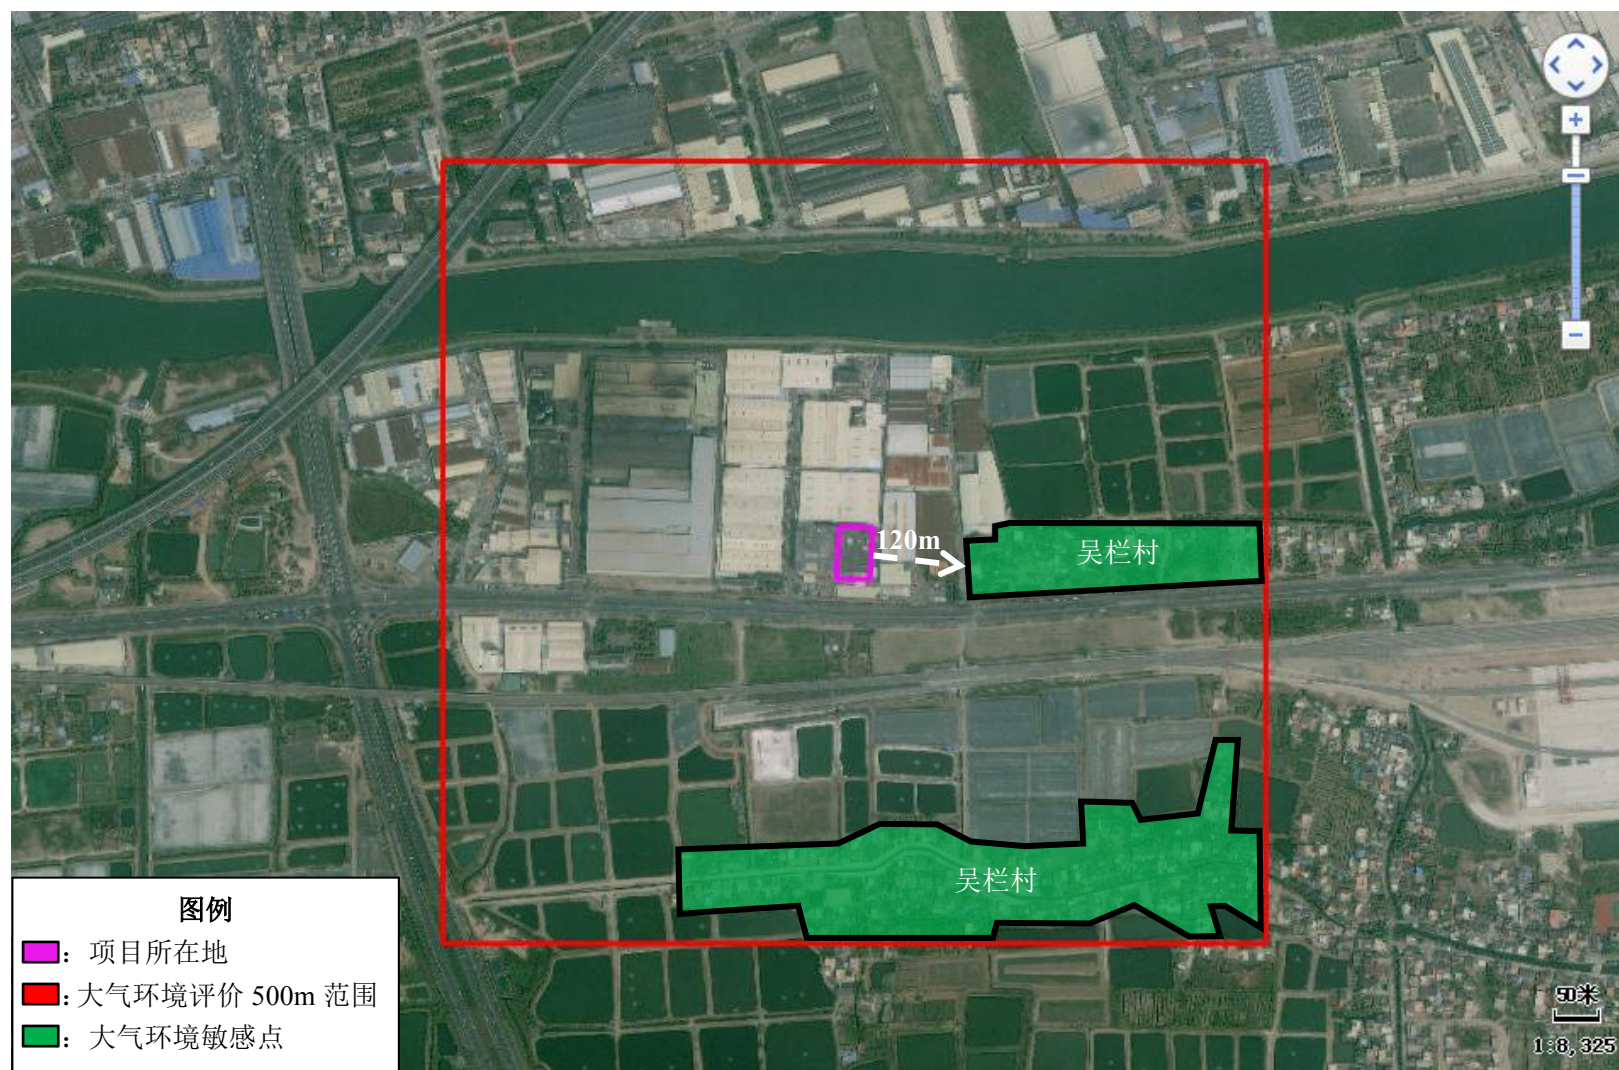 120m
吴栏村
吴栏村
图例
：项目所在地
：大气环境评价 500m 范围
：大气环境敏感点
50米
1:8,325